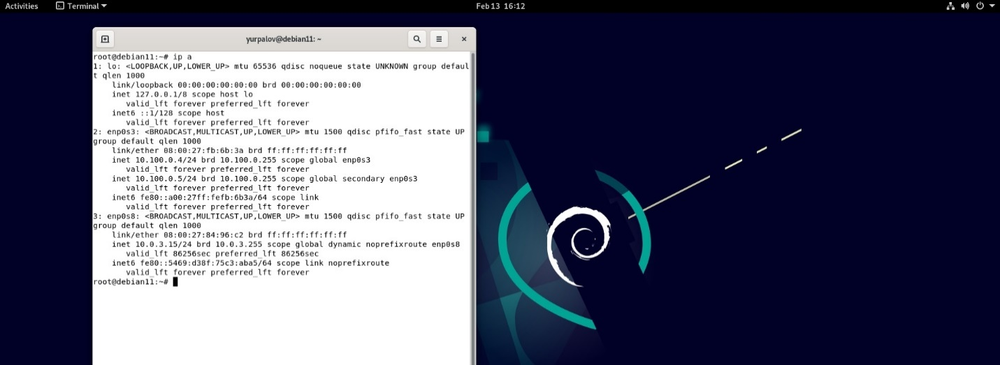 Activities Terminal Feb 13 16:12
yurpalov@debian11: ~
root@debian11:~# ip a
1: lo: <LOOPBACK,UP,LOWER_UP> mtu 65536 qdisc noqueue state UNKNOWN group defaul
t qlen 1000
    link/loopback 00:00:00:00:00:00 brd 00:00:00:00:00:00
    inet 127.0.0.1/8 scope host lo
       valid_lft forever preferred_lft forever
    inet6 ::1/128 scope host
       valid_lft forever preferred_lft forever
2: enp0s3: <BROADCAST,MULTICAST,UP,LOWER_UP> mtu 1500 qdisc pfifo_fast state UP
group default qlen 1000
    link/ether 08:00:27:fb:6b:3a brd ff:ff:ff:ff:ff:ff
    inet 10.100.0.4/24 brd 10.100.0.255 scope global enp0s3
       valid_lft forever preferred_lft forever
    inet 10.100.0.5/24 brd 10.100.0.255 scope global secondary enp0s3
       valid_lft forever preferred_lft forever
    inet6 fe80::a00:27ff:fefb:6b3a/64 scope link
       valid_lft forever preferred_lft forever
3: enp0s8: <BROADCAST,MULTICAST,UP,LOWER_UP> mtu 1500 qdisc pfifo_fast state UP
group default qlen 1000
    link/ether 08:00:27:84:96:c2 brd ff:ff:ff:ff:ff:ff
    inet 10.0.3.15/24 brd 10.0.3.255 scope global dynamic noprefixroute enp0s8
       valid_lft 86256sec preferred_lft 86256sec
    inet6 fe80::5469:d38f:75c3:aba5/64 scope link noprefixroute
       valid_lft forever preferred_lft forever
root@debian11:~#